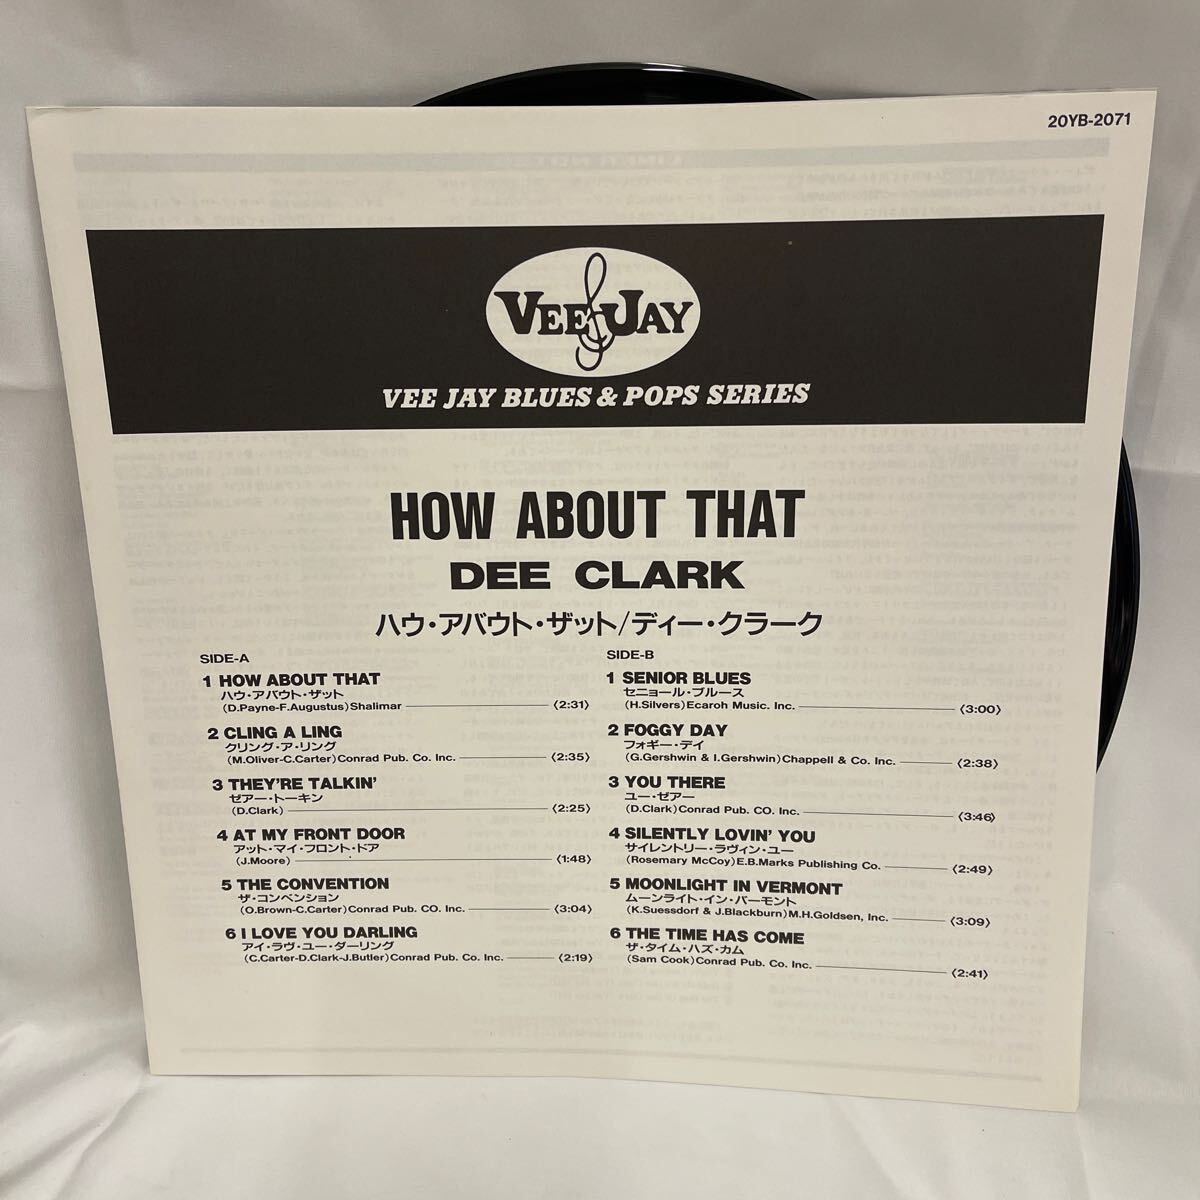 20YB-2071
VEE JAY
VEE JAY BLUES & POPS SERIES
HOW ABOUT THAT
DEE CLARK
ハウ・アバウト・ザット/ディー・クラーク
SIDE-A
1 HOW ABOUT THAT
ハウ・アバウト・ザット
(D.Payne-F.Augustus)Shalimar (2:31)
2 CLING A LING
クリング・ア・リング
(M.Oliver-C.Carter)Conrad Pub. Co. Inc. (2:35)
3 THEY'RE TALKIN'
ゼアー・トーキン
(D.Clark) (2:25)
4 AT MY FRONT DOOR
アット・マイ・フロント・ドア
(J.Moore) (1:48)
5 THE CONVENTION
ザ・コンベンション
(O.Brown-C.Carter)Conrad Pub. CO. Inc. (3:04)
6 I LOVE YOU DARLING
アイ・ラヴ・ユー・ダーリング
(C.Carter-D.Clark-J.Butler)Conrad Pub. Co. Inc. (2:19)
SIDE-B
1 SENIOR BLUES
セニョール・ブルース
(H.Silvers)Ecaroh Music. Inc. (3:00)
2 FOGGY DAY
フォギー・デイ
(G.Gershwin & I.Gershwin)Chappell & Co. Inc. (2:38)
3 YOU THERE
ユー・ゼアー
(D.Clark)Conrad Pub. CO. Inc. (3:46)
4 SILENTLY LOVIN' YOU
サイレントリー・ラヴィン・ユー
(Rosemary McCoy)E.B.Marks Publishing Co. (2:49)
5 MOONLIGHT IN VERMONT
ムーンライト・イン・バーモント
(K.Suessdorf & J.Blackburn)M.H.Goldsen, Inc. (3:09)
6 THE TIME HAS COME
ザ・タイム・ハズ・カム
(Sam Cook)Conrad Pub. Co. Inc. (2:41)